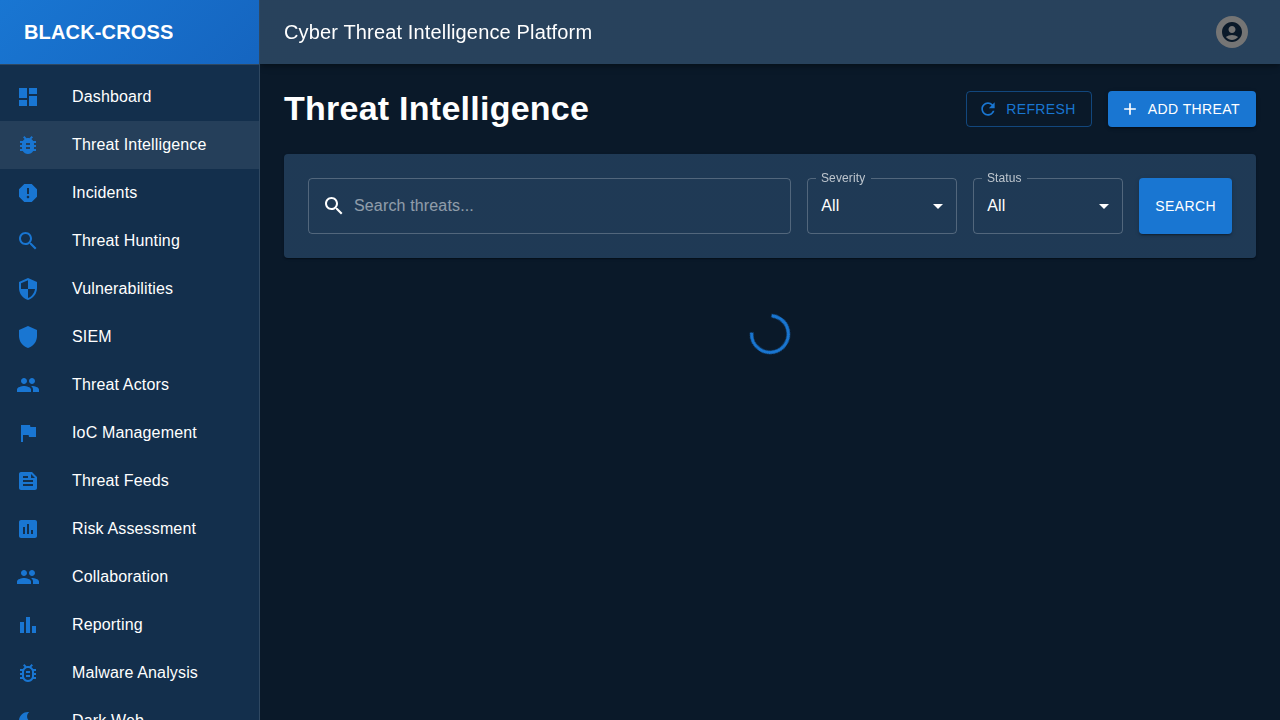 BLACK-CROSS
Cyber Threat Intelligence Platform
Dashboard
Threat Intelligence
Incidents
Threat Hunting
Vulnerabilities
SIEM
Threat Actors
IoC Management
Threat Feeds
Risk Assessment
Collaboration
Reporting
Malware Analysis
Dark Web
Threat Intelligence
REFRESH
ADD THREAT
Search threats...
Severity
All
Status
All
SEARCH